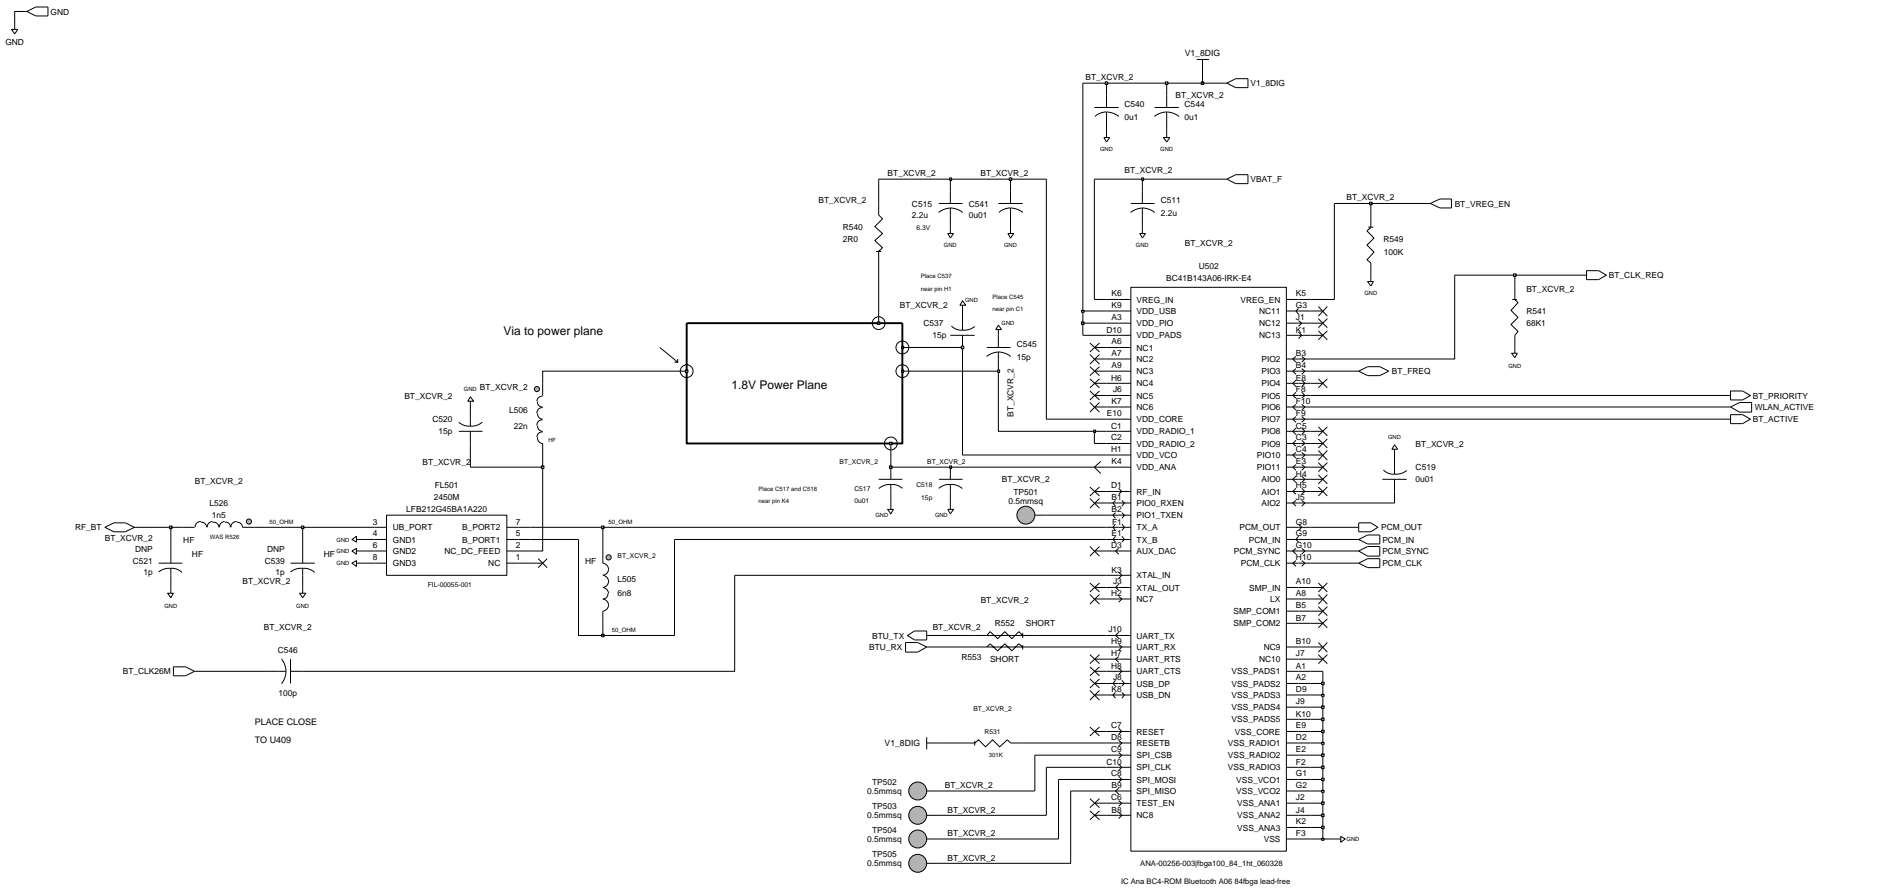 GND
GND
V1_8DIG
BT_XCVR_2
V1_8DIG
BT_XCVR_2
C540
0u1
C544
0u1
GND
GND
BT_XCVR_2
BT_XCVR_2
BT_XCVR_2
VBAT_F
BT_XCVR_2
C515
2.2u
6.3V
C541
0u01
C511
2.2u
BT_XCVR_2
BT_VREG_EN
R540
2R0
GND
GND
GND
R549
100K
GND
BT_XCVR_2
U502
BC41B143A06-IRK-E4
BT_CLK_REQ
BT_XCVR_2
R541
68K1
GND
Place C537
near pin H1
BT_XCVR_2
GND
C537
15p
Place C545
near pin C1
GND
C545
15p
BT_XCVR_2
Via to power plane
1.8V Power Plane
GND
BT_XCVR_2
BT_XCVR_2
C520
15p
L506
22n
HF
BT_XCVR_2
BT_XCVR_2
BT_XCVR_2
Place C517 and C518
near pin K4
C517
0u01
C518
15p
GND
GND
BT_XCVR_2
TP501
0.5mmsq
K6 VREG_IN
K9 VDD_USB
A3 VDD_PIO
D10 VDD_PADS
A6 NC1
A7 NC2
A9 NC3
H6 NC4
J6 NC5
K7 NC6
E10 VDD_CORE
C1 VDD_RADIO_1
C2 VDD_RADIO_2
H1 VDD_VCO
K4 VDD_ANA
D1 RF_IN
B1 PIO0_RXEN
B2 PIO1_TXEN
F1 TX_A
E1 TX_B
D3 AUX_DAC
K3 XTAL_IN
J3 XTAL_OUT
H2 NC7
J10 UART_TX
H9 UART_RX
H7 UART_RTS
H8 UART_CTS
J8 USB_DP
K8 USB_DN
C7 RESET
D8 RESETB
C9 SPI_CSB
C10 SPI_CLK
C8 SPI_MOSI
B9 SPI_MISO
C6 TEST_EN
B8 NC8
VREG_EN K5
NC11 G3
NC12 J1
NC13 K1
PIO2 B3
PIO3 B4
PIO4 E8
PIO5 F8
PIO6 F10
PIO7 F9
PIO8 C5
PIO9 C3
PIO10 C4
PIO11 E3
AIO0 H4
AIO1 H5
AIO2 J5
PCM_OUT G8
PCM_IN G9
PCM_SYNC G10
PCM_CLK H10
SMP_IN A10
LX A8
SMP_COM1 B5
SMP_COM2 B7
NC9 B10
NC10 J7
VSS_PADS1 A1
VSS_PADS2 A2
VSS_PADS3 D9
VSS_PADS4 J9
VSS_PADS5 K10
VSS_CORE E9
VSS_RADIO1 D2
VSS_RADIO2 E2
VSS_RADIO3 F2
VSS_VCO1 G1
VSS_VCO2 G2
VSS_ANA1 J2
VSS_ANA2 J4
VSS_ANA3 K2
VSS F3
GND
BT_FREQ
BT_PRIORITY
WLAN_ACTIVE
BT_ACTIVE
GND
BT_XCVR_2
C519
0u01
PCM_OUT
PCM_IN
PCM_SYNC
PCM_CLK
BT_XCVR_2
L526
1n5
WAS R526
50_OHM
RF_BT
BT_XCVR_2
DNP
C521
1p
GND
HF
HF
DNP
C539
1p
BT_XCVR_2
GND
HF
FL501
2450M
LFB212G45BA1A220
3 UB_PORT B_PORT2 7
GND 4 GND1 B_PORT1 5
GND 6 GND2 NC_DC_FEED 2
GND 8 GND3 NC 1
FIL-00055-001
50_OHM
HF
BT_XCVR_2
L505
6n8
50_OHM
BT_XCVR_2
C546
100p
BT_CLK26M
PLACE CLOSE
TO U409
BT_XCVR_2
BTU_TX
BT_XCVR_2
R552
SHORT
BTU_RX
R553
SHORT
BT_XCVR_2
V1_8DIG
R531
301K
TP502
0.5mmsq
BT_XCVR_2
TP503
0.5mmsq
BT_XCVR_2
TP504
0.5mmsq
BT_XCVR_2
TP505
0.5mmsq
BT_XCVR_2
ANA-00256-003|fbga100_84_1ht_060328
IC Ana BC4-ROM Bluetooth A06 84fbga lead-free